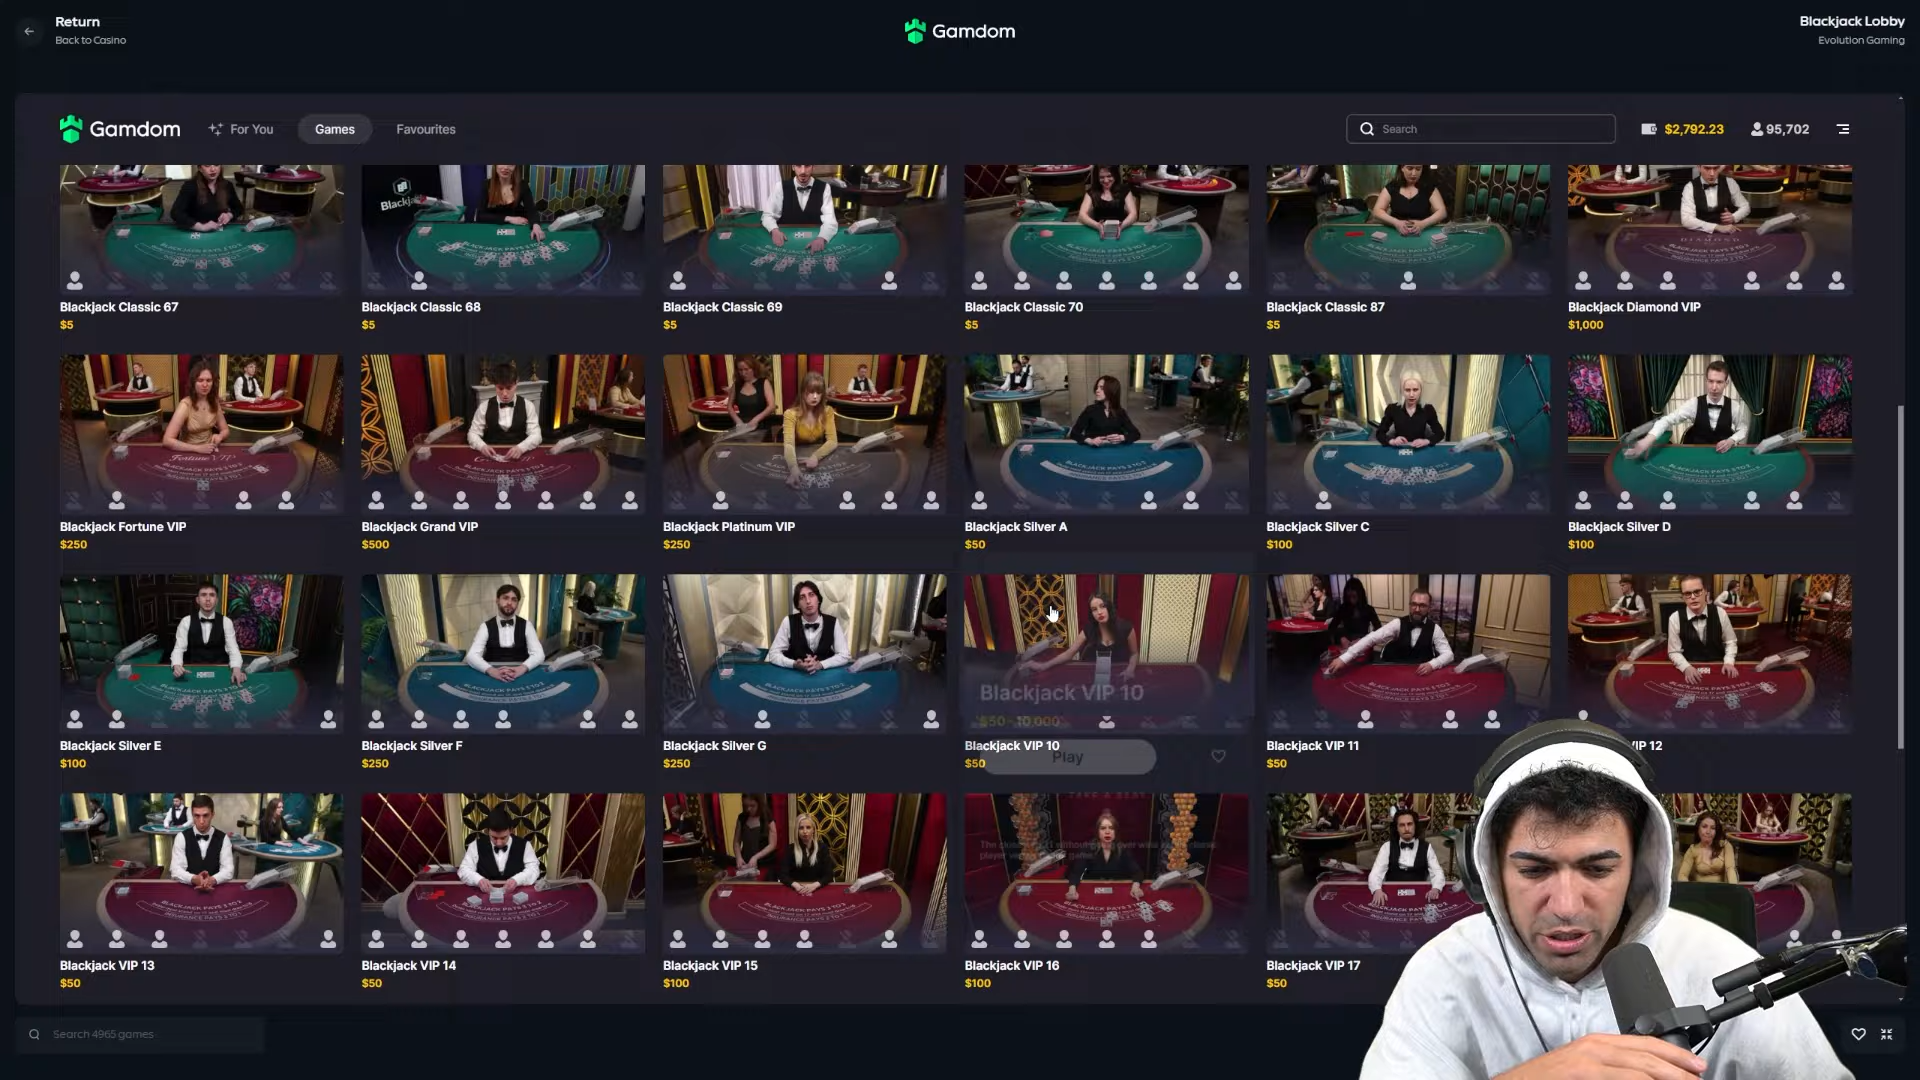 Return
Back to Casino
Gamdom
Blackjack Lobby
Evolution Gaming
Gamdom
For You
Games
Favourites
Search
$2,792.23
95,702
Blackjack Classic 67
$5
Blackjack Classic 68
$5
Blackjack Classic 69
$5
Blackjack Classic 70
$5
Blackjack Classic 87
$5
Blackjack Diamond VIP
$1,000
Blackjack Fortune VIP
$250
Blackjack Grand VIP
$500
Blackjack Platinum VIP
$250
Blackjack Silver A
$50
Blackjack Silver C
$100
Blackjack Silver D
$100
Blackjack Silver E
$100
Blackjack Silver F
$250
Blackjack Silver G
$250
Blackjack VIP 10
$50 - 10,000
Blackjack VIP 10
$50
Play
Blackjack VIP 11
$50
VIP 12
Blackjack VIP 13
$50
Blackjack VIP 14
$50
Blackjack VIP 15
$100
Blackjack VIP 16
$100
Blackjack VIP 17
$50
Search 4965 games